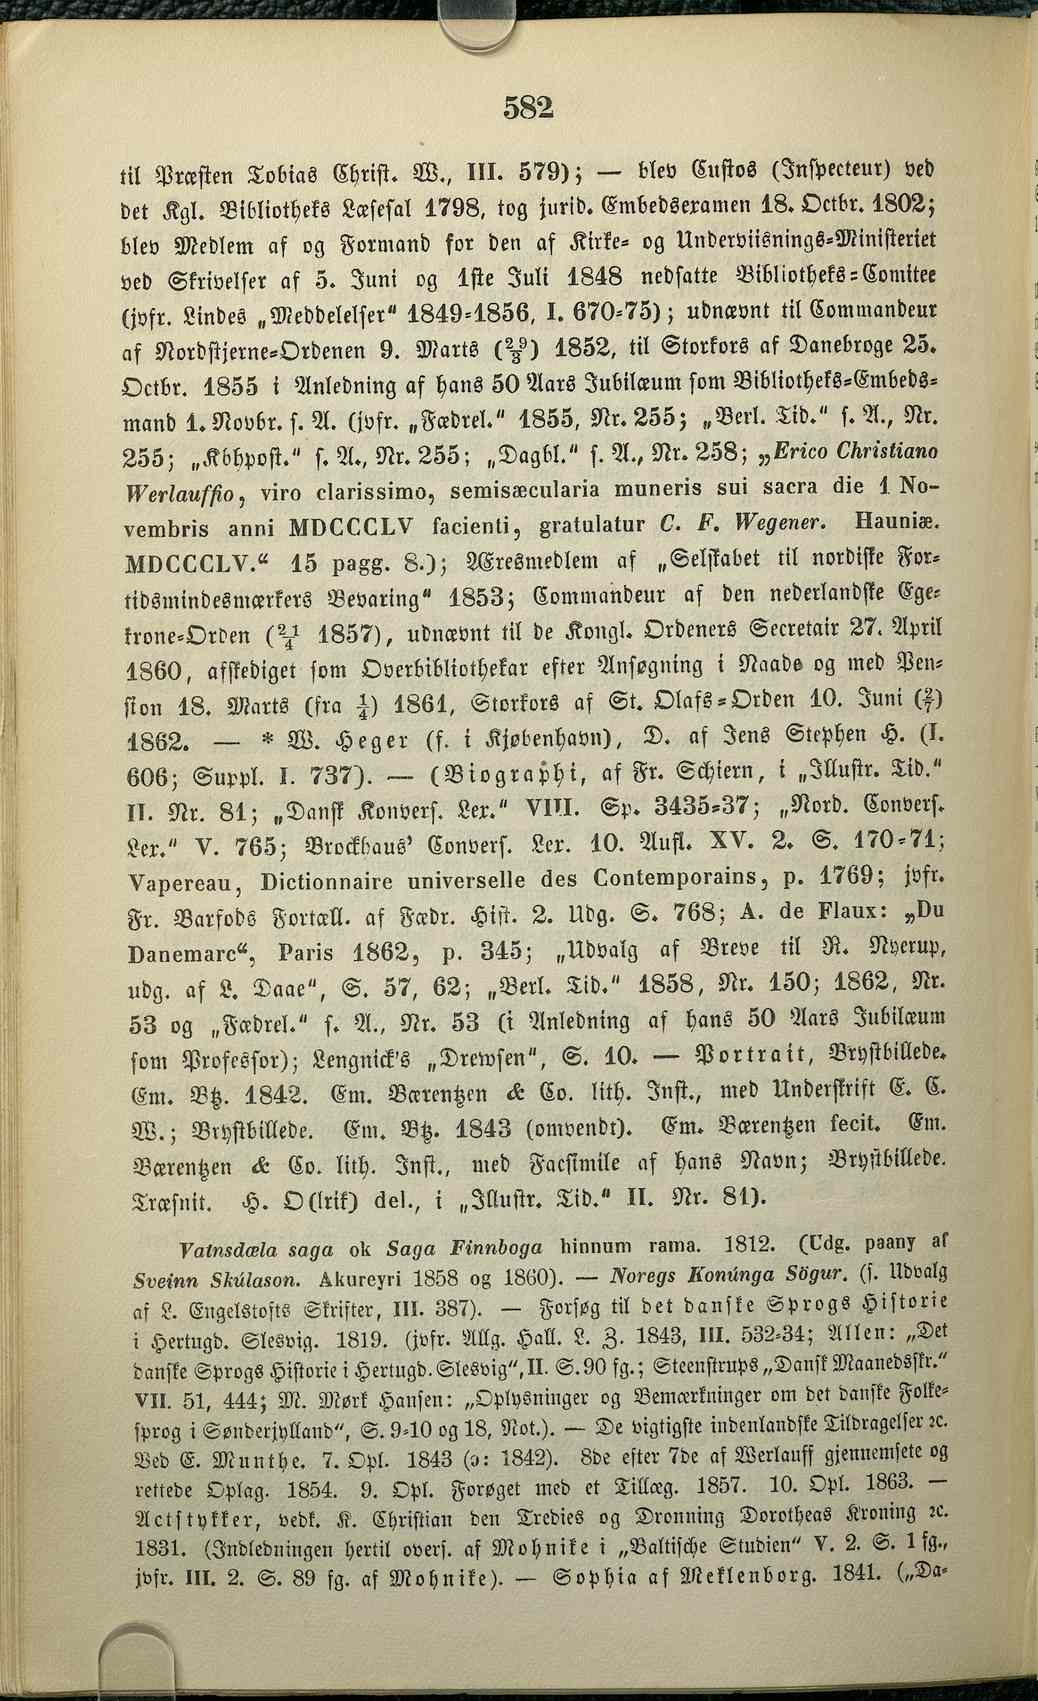 582
til Præsten Tobias Christ. W., III. 579); — blev Custos (Inspecteur) ved
det Kgl. Bibliotheks Læsesal 1798, tog jurid. Embedsexamen 18. Octbr. 1802;
blev Medlem af og Formand for den af Kirke= og Underviisnings=Ministeriet
ved Skrivelser af 5. Juni og 1ste Juli 1848 nedsatte Bibliotheks=Comitee
(jvfr. Lindes „Meddelelser“ 1849=1856, I. 670=75); udnævnt til Commandeur
af Nordstjerne=Ordenen 9. Marts (29/3) 1852, til Storkors af Danebroge 25.
Octbr. 1855 i Anledning af hans 50 Aars Jubilæum som Bibliotheks=Embeds=
mand 1. Novbr. s. A. (jvfr. „Fædrel.“ 1855, Nr. 255; „Berl. Tid.“ s. A., Nr.
255; „Kbhpost.“ s. A., Nr. 255; „Dagbl.“ s. A., Nr. 258; „Erico Christiano
Werlauffio, viro clarissimo, semisæcularia muneris sui sacra die 1 No-
vembris anni MDCCCLV facienti, gratulatur C. F. Wegener. Hauniæ.
MDCCCLV.“ 15 pagg. 8.); Æresmedlem af „Selskabet til nordiske For=
tidsmindesmærkers Bevaring“ 1853; Commandeur af den nederlandske Ege=
krone=Orden (21/4 1857), udnævnt til de Kongl. Ordeners Secretair 27. April
1860, afskediget som Overbibliothekar efter Ansøgning i Naade og med Pen=
sion 18. Marts (fra 1/4) 1861, Storkors af St. Olafs=Orden 10. Juni (2/7)
1862. — * W. Heger (f. i Kjøbenhavn), D. af Jens Stephen H. (I.
606; Suppl. I. 737). — (Biographi, af Fr. Schiern, i „Illustr. Tid.“
II. Nr. 81; „Dansk Konvers. Lex.“ VIII. Sp. 3435=37; „Nord. Convers.
Lex.“ V. 765; Brockhaus’ Convers. Lex. 10. Aufl. XV. 2. S. 170=71;
Vapereau, Dictionnaire universelle des Contemporains, p. 1769; jvfr.
Fr. Barfods Fortæll. af Fædr. Hist. 2. Udg. S. 768; A. de Flaux: „Du
Danemarc“, Paris 1862, p. 345; „Udvalg af Breve til R. Nyerup,
udg. af L. Daae“, S. 57, 62; „Berl. Tid.“ 1858, Nr. 150; 1862, Nr.
53 og „Fædrel.“ s. A., Nr. 53 (i Anledning af hans 50 Aars Jubilæum
som Professor); Lengnick's „Drewsen“, S. 10. — Portrait, Brystbillede.
Em. Btz. 1842. Em. Bærentzen & Co. lith. Inst., med Underskrift E. C.
W.; Brystbillede. Em. Btz. 1843 (omvendt). Em. Bærentzen fecit. Em.
Bærentzen & Co. lith. Inst., med Facsimile af hans Navn; Brystbillede.
Træsnit. H. O(lrik) del., i „Illustr. Tid.“ II. Nr. 81).
Vatnsdæla saga ok Saga Finnboga hinnum rama. 1812. (Udg. paany af
Sveinn Skúlason. Akureyri 1858 og 1860). — Noregs Konúnga Sögur. (s. Udvalg
af L. Engelstofts Skrifter, III. 387). — Forsøg til det danske Sprogs Historie
i Hertugd. Slesvig. 1819. (jvfr. Allg. Hall. L. Z. 1843, III. 532=34; Allen: „Det
danske Sprogs Historie i Hertugd. Slesvig“, II. S. 90 fg.; Steenstrups „Dansk Maanedsskr.“
VII. 51, 444; M. Mørk Hansen: „Oplysninger og Bemærkninger om det danske Folke=
sprog i Sønderjylland“, S. 9=10 og 18, Not.). — De vigtigste indenlandske Tildragelser ꝛc.
Ved E. Munthe. 7. Opl. 1843 (ɔ: 1842). 8de efter 7de af Werlauff gjennemsete og
rettede Oplag. 1854. 9. Opl. Forøget med et Tillæg. 1857. 10. Opl. 1863. —
Actstykker, vedk. K. Christian den Tredies og Dronning Dorotheas Kroning ꝛc.
1831. (Indledningen hertil overs. af Mohnike i „Baltische Studien“ V. 2. S. 1 fg.,
jvfr. III. 2. S. 89 fg. af Mohnike). — Sophia af Meklenborg. 1841. („Da=